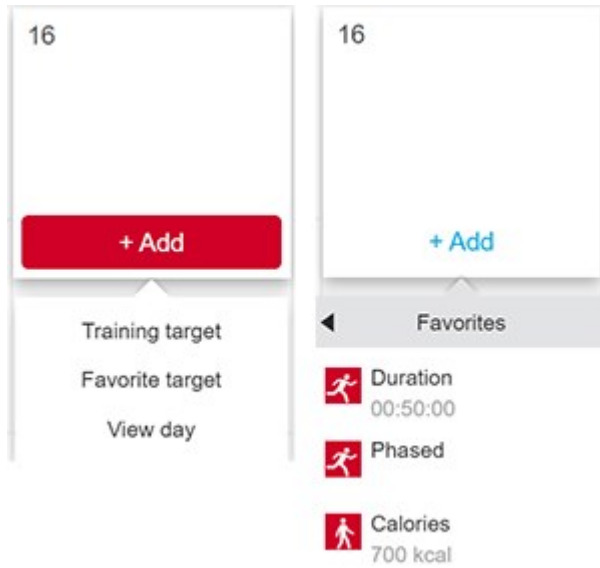 16
+ Add
Training target
Favorite target
View day
16
+ Add
Favorites
Duration
00:50:00
Phased
Calories
700 kcal